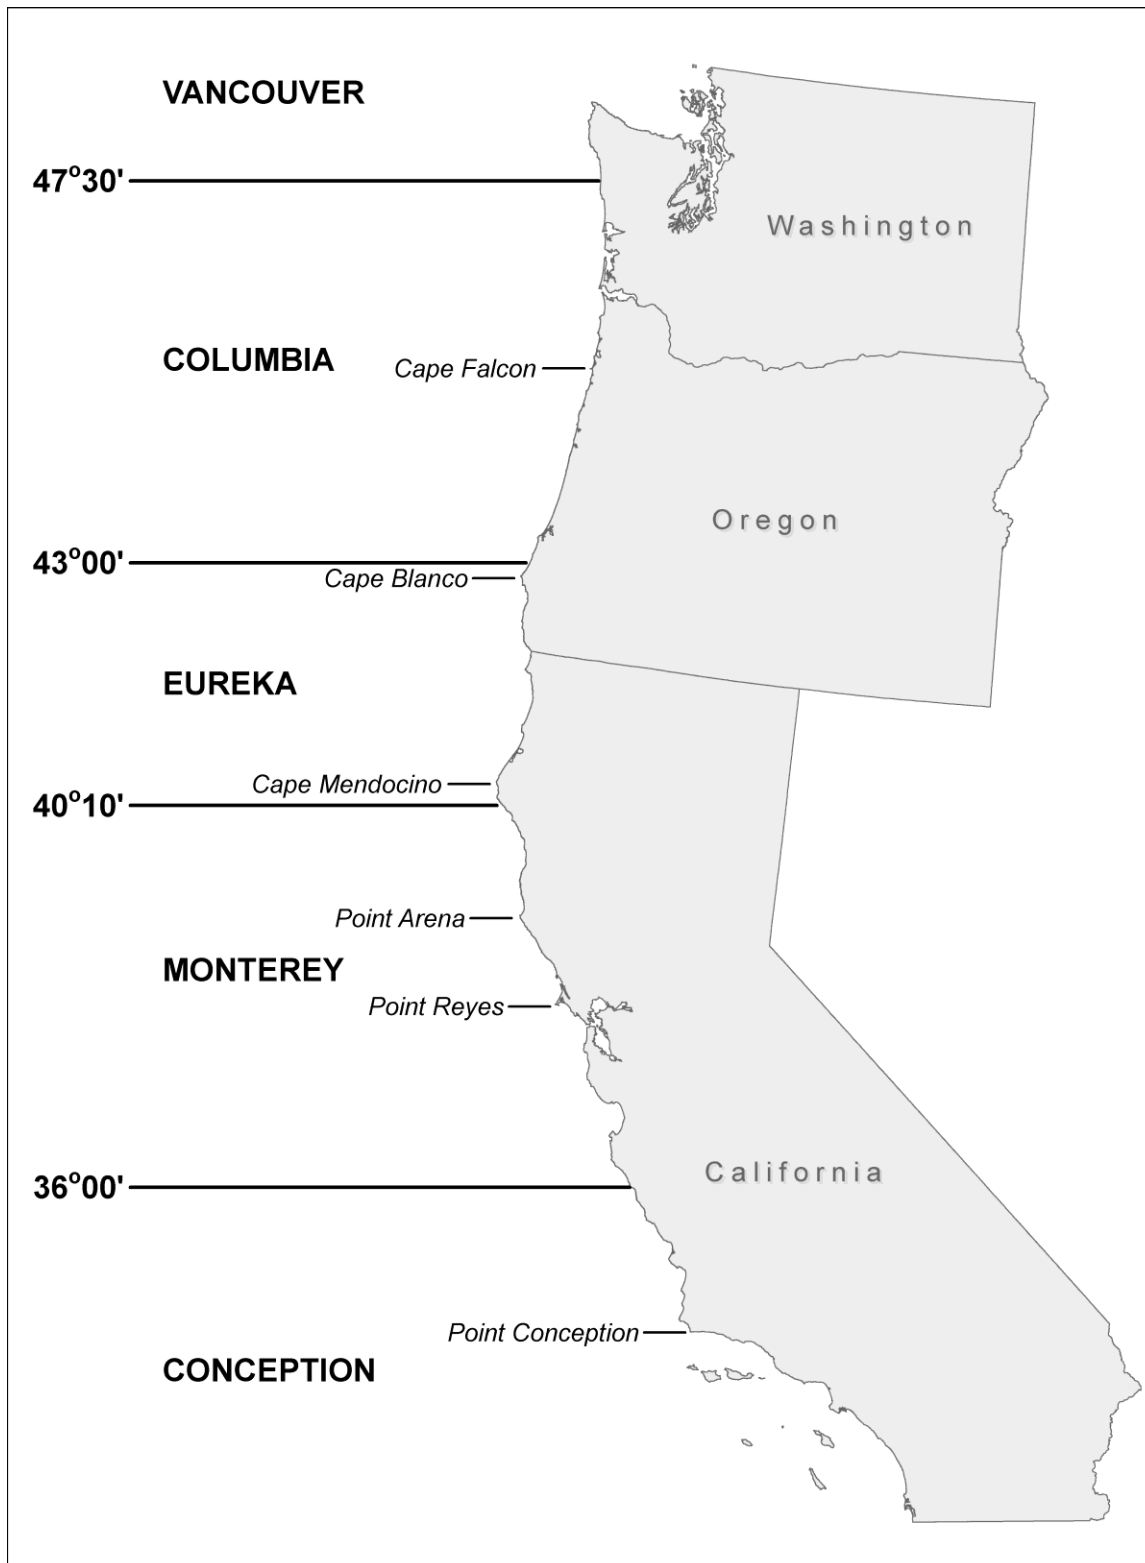 VANCOUVER
47°30'
Washington
COLUMBIA
Cape Falcon
Oregon
43°00'
Cape Blanco
EUREKA
Cape Mendocino
40°10'
Point Arena
MONTEREY
Point Reyes
California
36°00'
Point Conception
CONCEPTION